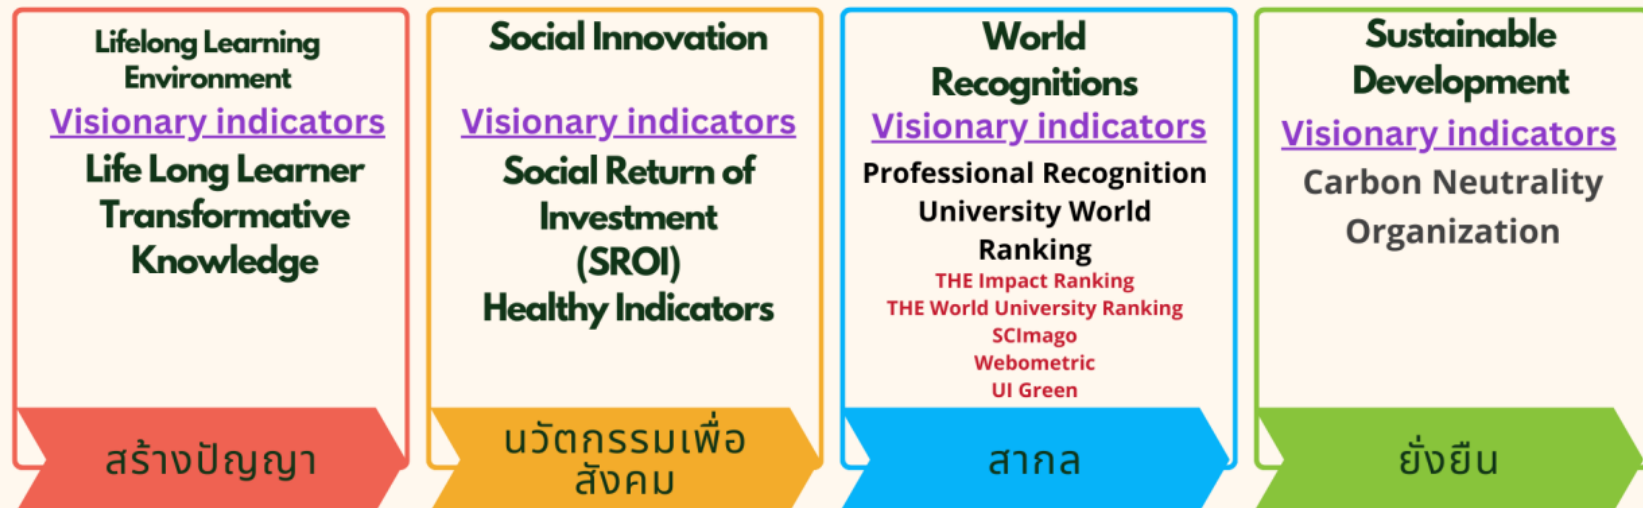 Lifelong Learning
Environment
Visionary indicators
Life Long Learner
Transformative
Knowledge
สร้างปัญญา
Social Innovation
Visionary indicators
Social Return of
Investment
(SROI)
Healthy Indicators
นวัตกรรมเพื่อ
สังคม
World
Recognitions
Visionary indicators
Professional Recognition
University World
Ranking
THE Impact Ranking
THE World University Ranking
SCImago
Webometric
UI Green
สากล
Sustainable
Development
Visionary indicators
Carbon Neutrality
Organization
ยั่งยืน